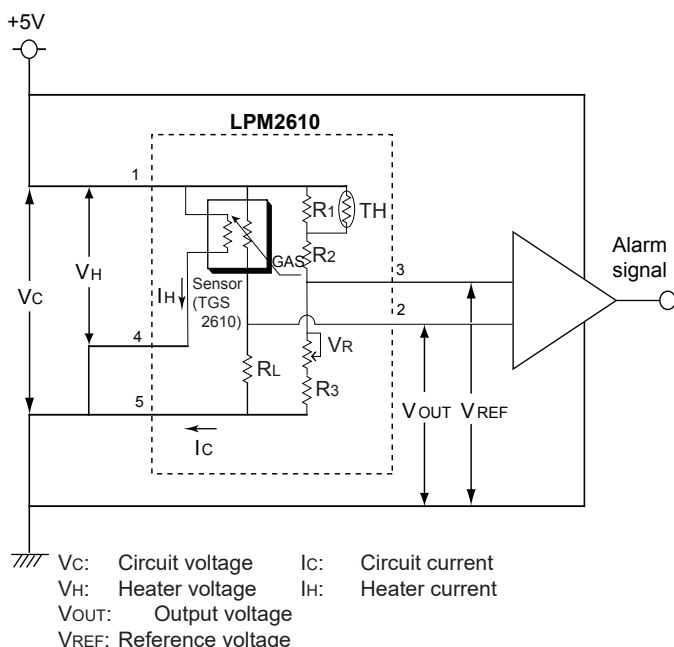 +5V
LPM2610
1
R1
TH
R2
GAS
3
Alarm
signal
VH
Sensor
(TGS
2610)
IH
VC
2
4
VR
RL
R3
VOUT
VREF
5
IC
VC: Circuit voltage IC: Circuit current
VH: Heater voltage IH: Heater current
VOUT: Output voltage
VREF: Reference voltage